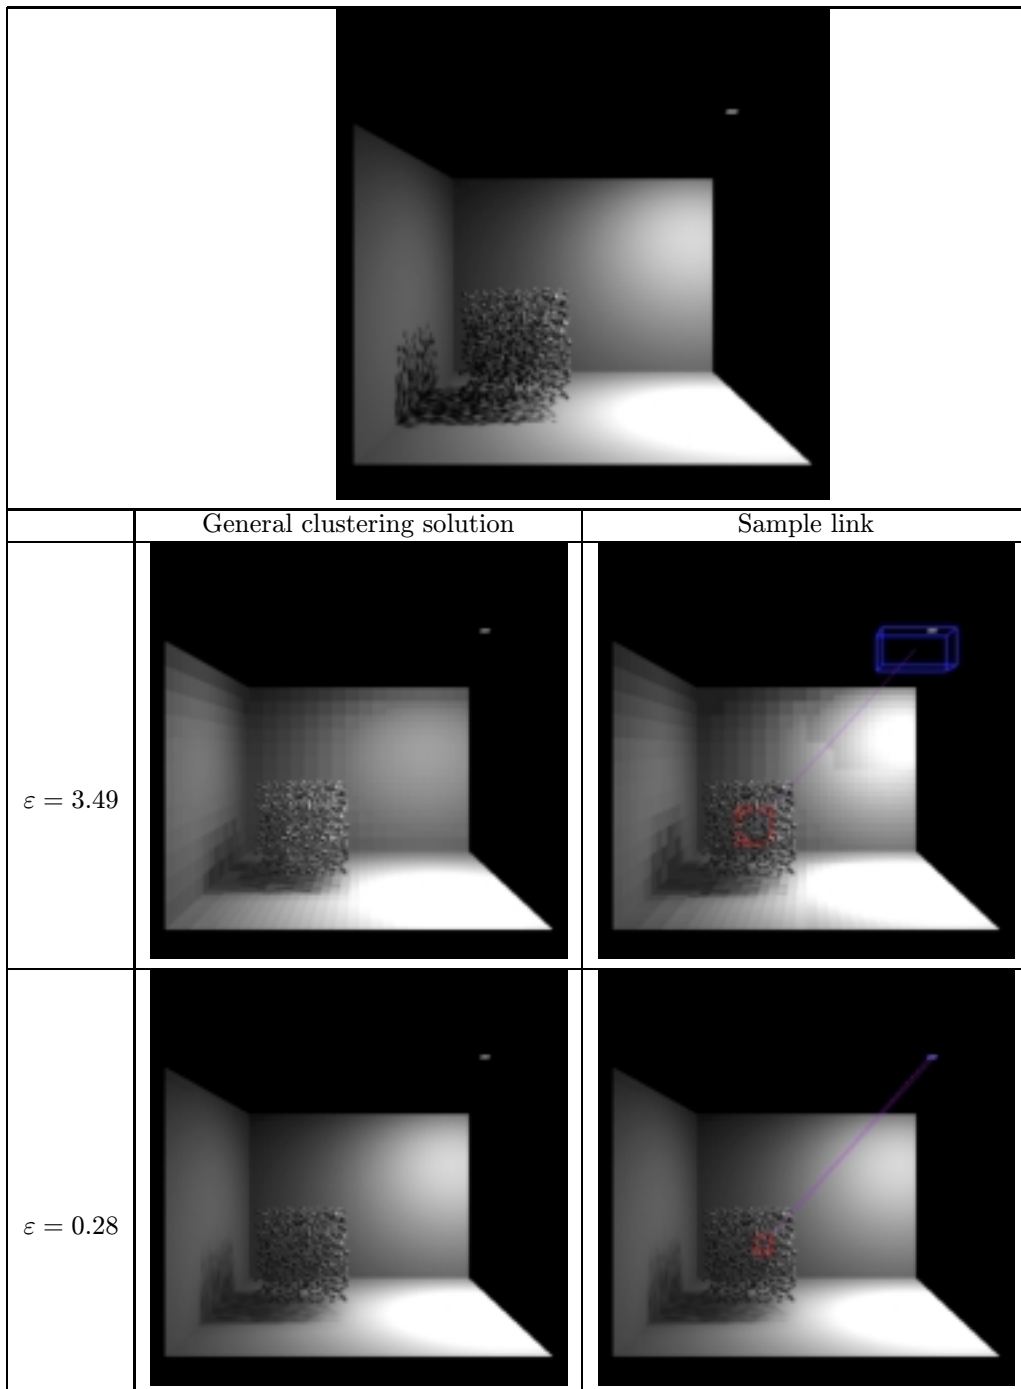 General clustering solution
Sample link
ε = 3.49
ε = 0.28